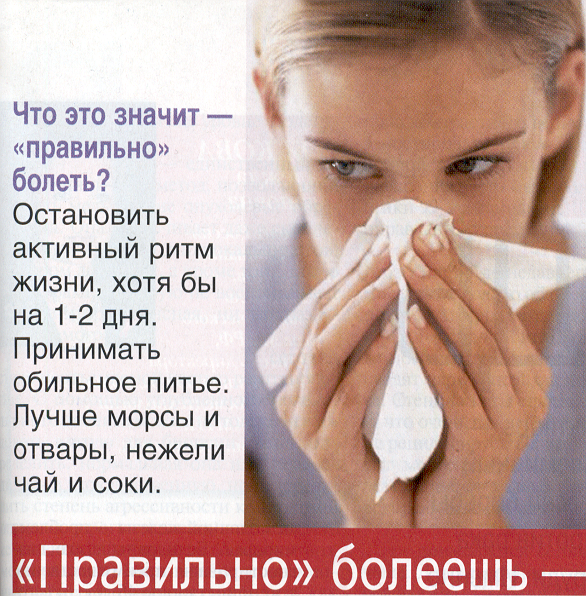 Что это значит —
«правильно»
болеть?
Остановить
активный ритм
жизни, хотя бы
на 1-2 дня.
Принимать
обильное питье.
Лучше морсы и
отвары, нежели
чай и соки.
«Правильно» болеешь —